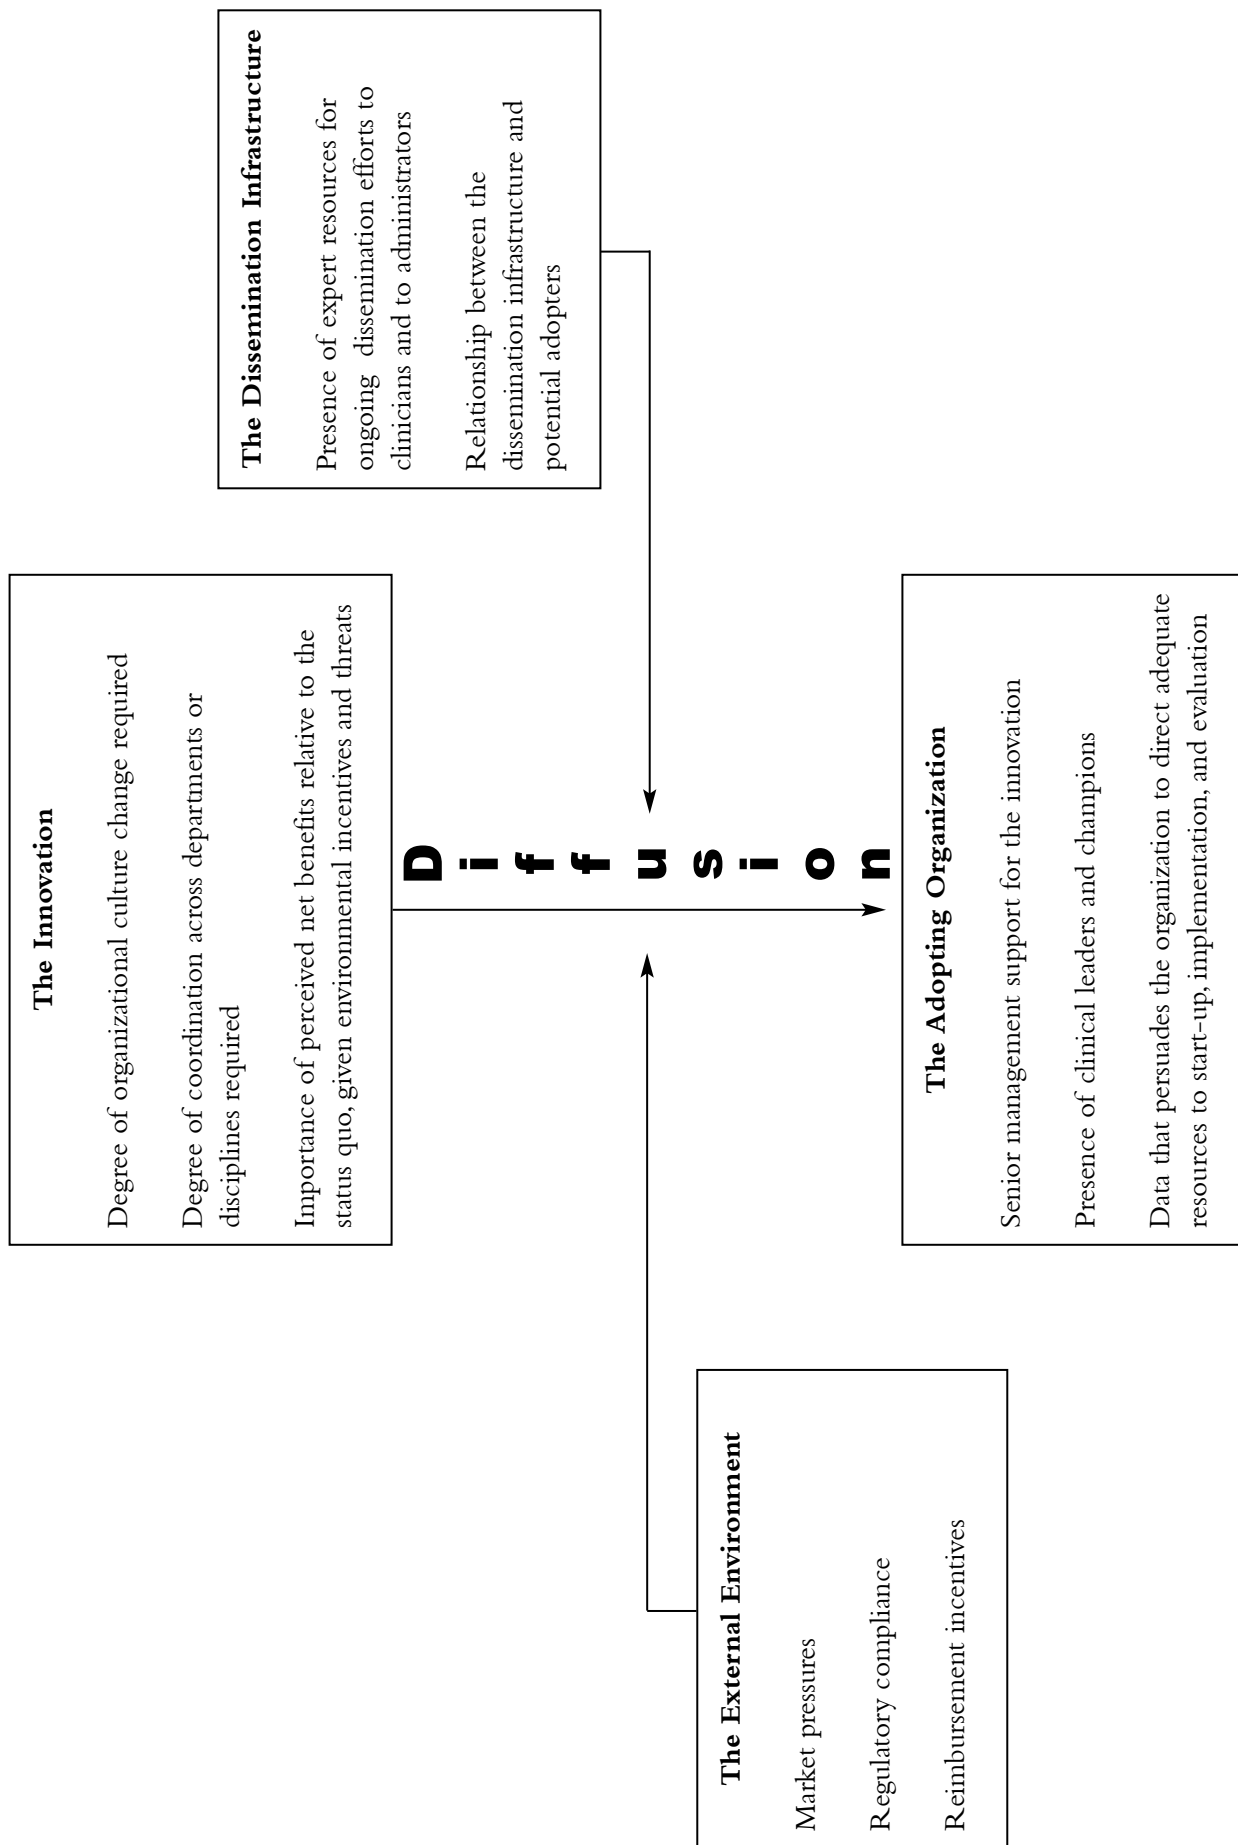 The Innovation
Degree of organizational culture change required
Degree of coordination across departments or
disciplines required
Importance of perceived net benefits relative to the
status quo, given environmental incentives and threats
The Dissemination Infrastructure
Presence of expert resources for
ongoing dissemination efforts to
clinicians and to administrators
Relationship between the
dissemination infrastructure and
potential adopters
Diffusion
The External Environment
Market pressures
Regulatory compliance
Reimbursement incentives
The Adopting Organization
Senior management support for the innovation
Presence of clinical leaders and champions
Data that persuades the organization to direct adequate
resources to start-up, implementation, and evaluation